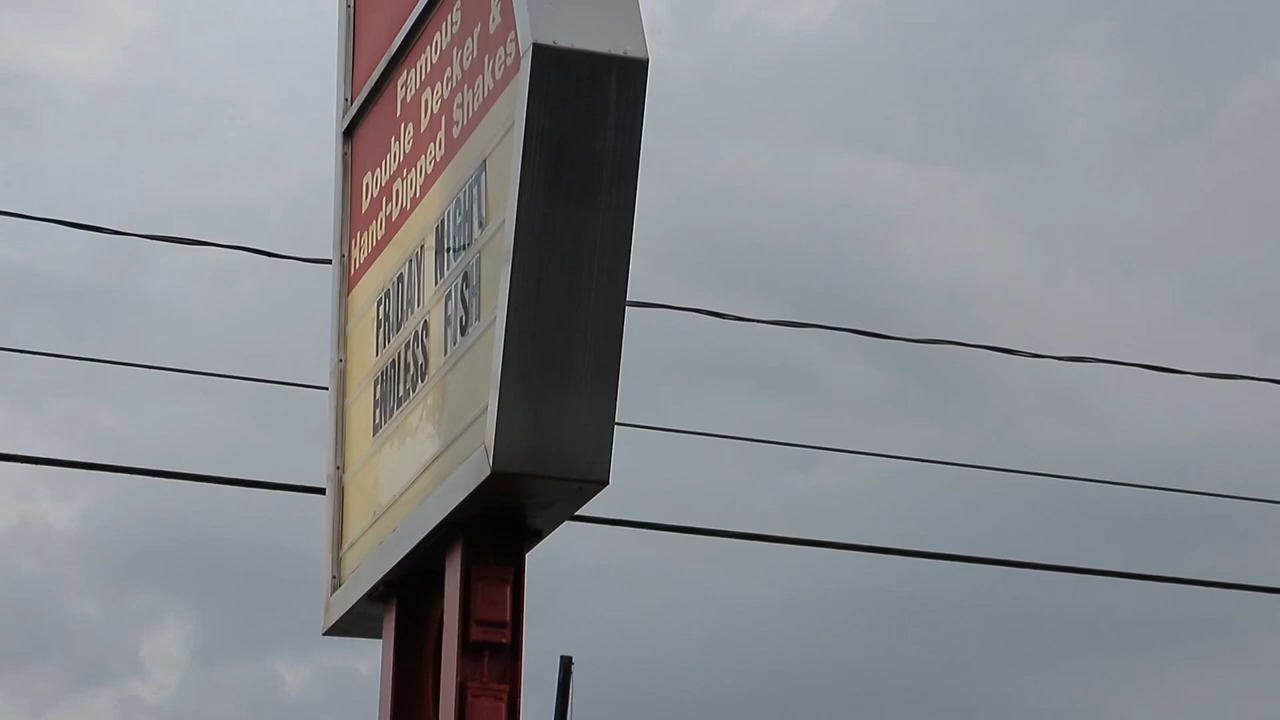 Famous
Double Decker &
Hand-Dipped Shakes
FRIDAY NIGHT
ENDLESS FISH